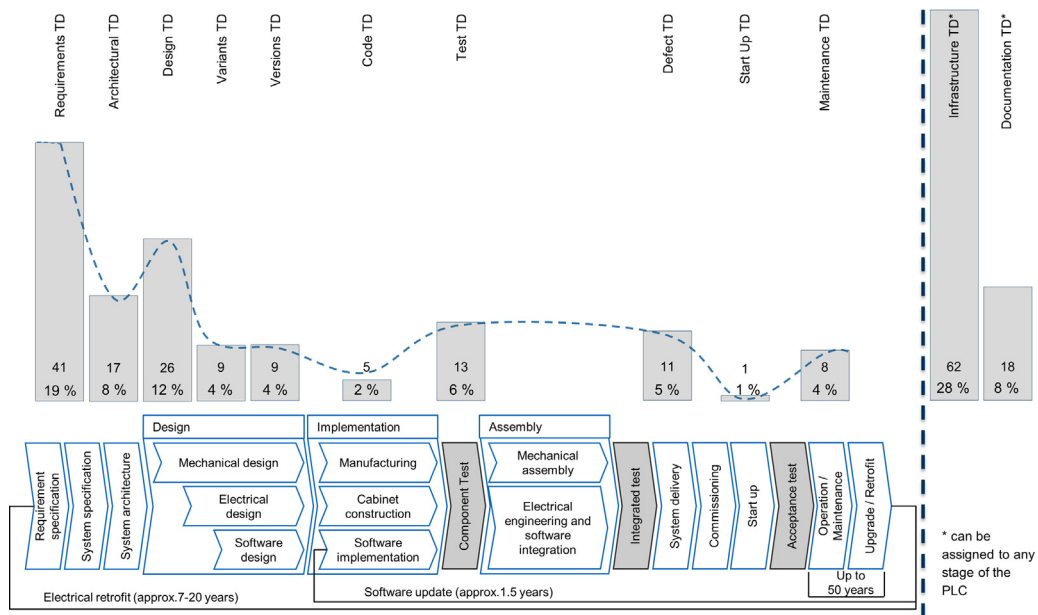 Requirements TD
Architectural TD
Design TD
Variants TD
Versions TD
Code TD
Test TD
Defect TD
Start Up TD
Maintenance TD
Infrastructure TD*
Documentation TD*
41
19 %
17
8 %
26
12 %
9
4 %
9
4 %
5
2 %
13
6 %
11
5 %
1
1 %
8
4 %
62
28 %
18
8 %
Requirement
specification
System specification
System architecture
Design
Mechanical design
Electrical
design
Software
design
Implementation
Manufacturing
Cabinet
construction
Software
implementation
Component Test
Assembly
Mechanical
assembly
Electrical
engineering and
software
integration
Integrated test
System delivery
Commissioning
Start up
Acceptance test
Operation /
Maintenance
Upgrade / Retrofit
Up to
50 years
Electrical retrofit (approx.7-20 years)
Software update (approx.1.5 years)
* can be
assigned to any
stage of the
PLC